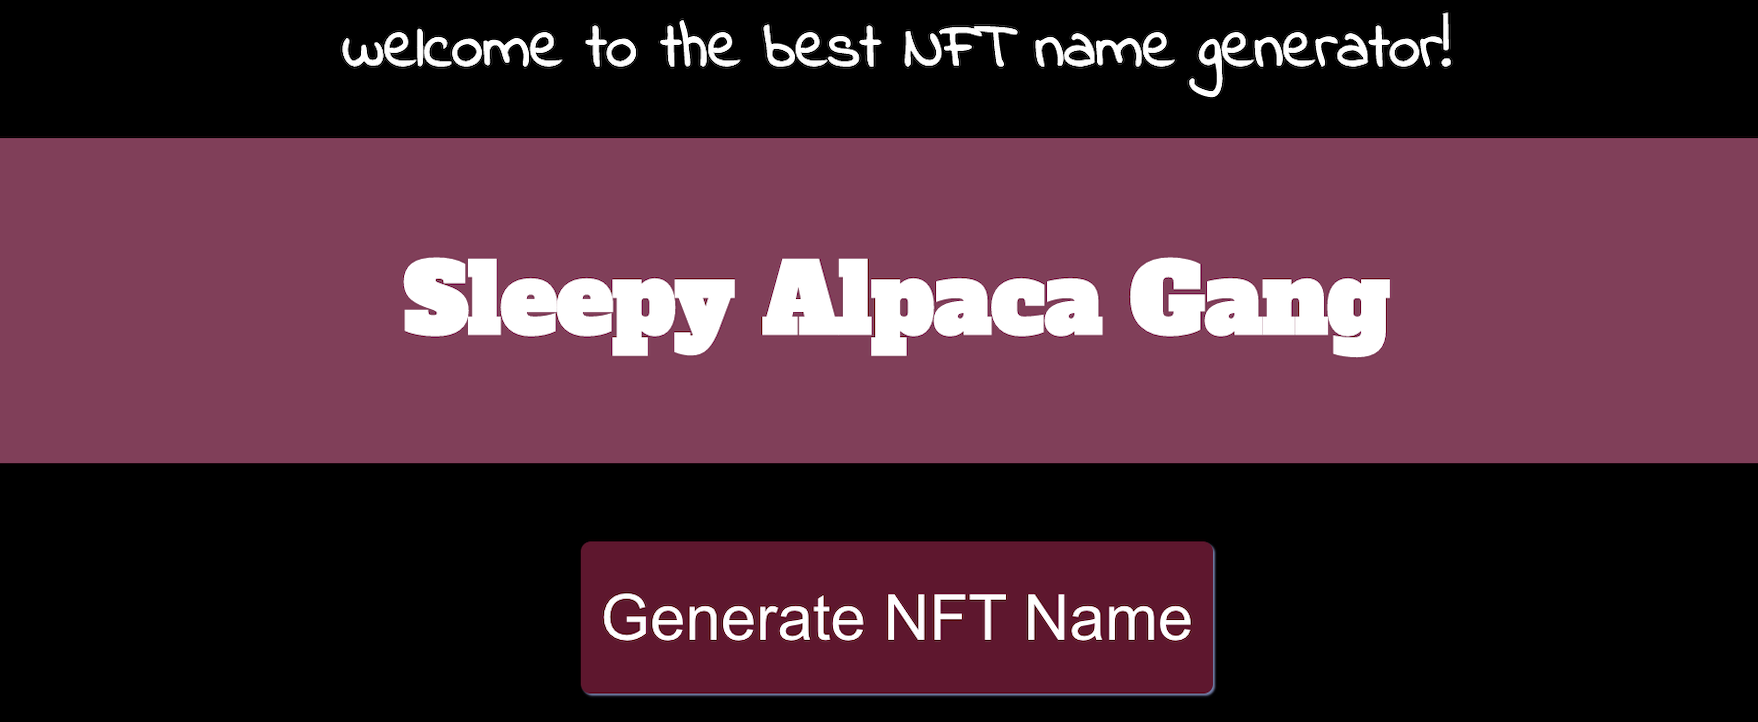 welcome to the best NFT name generator!
Sleepy Alpaca Gang
Generate NFT Name